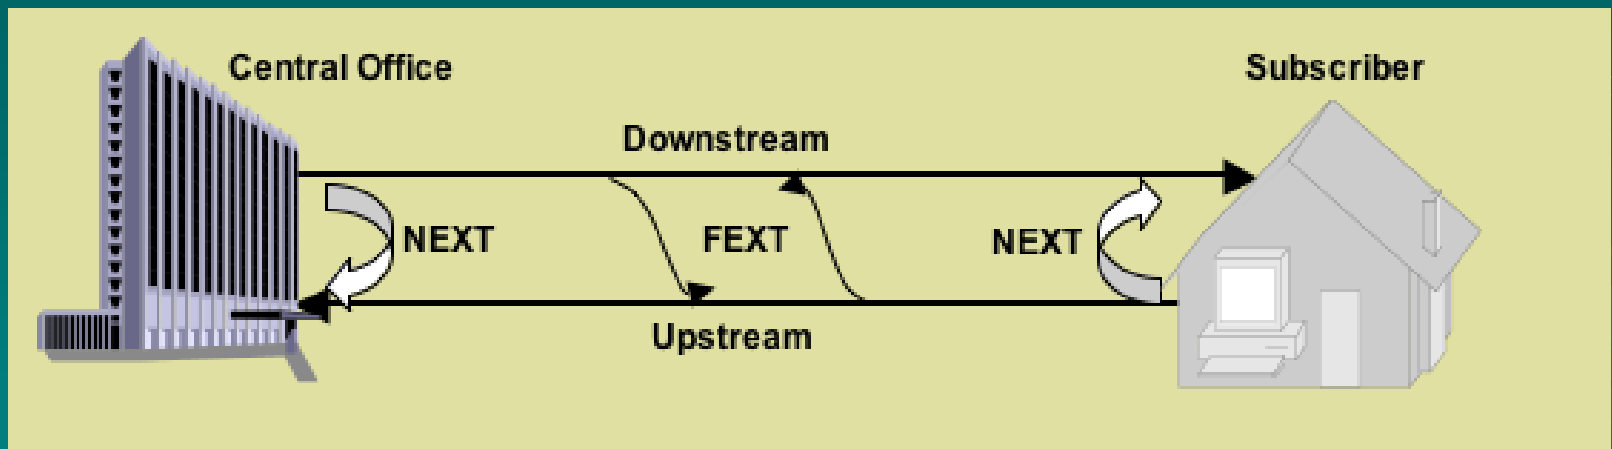 Central Office
Subscriber
Downstream
NEXT
FEXT
NEXT
Upstream